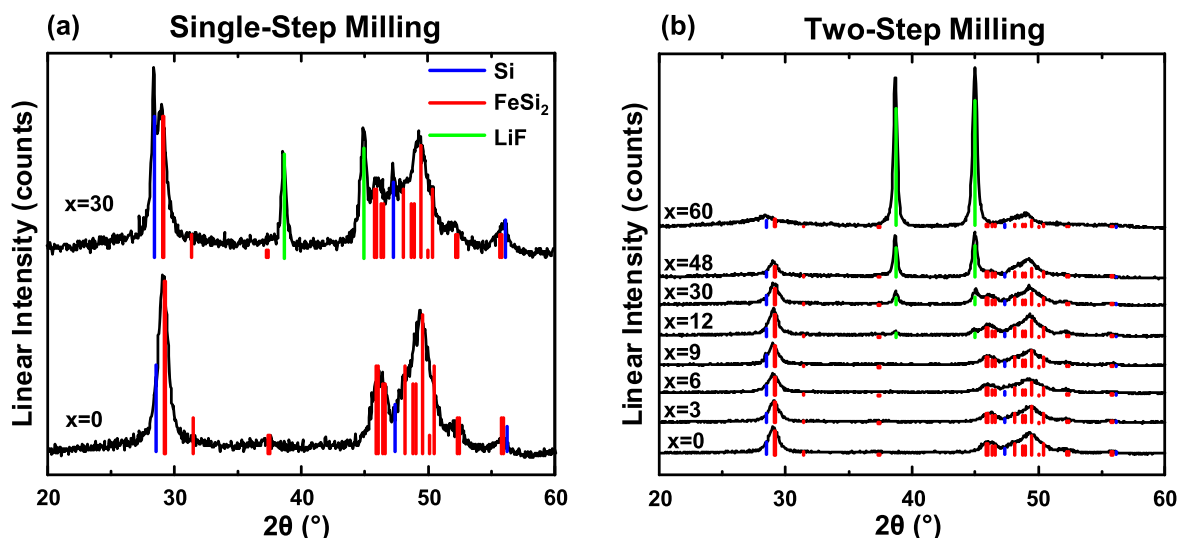 (a) Single-Step Milling
Linear Intensity (counts)
Si
FeSi₂
LiF
x=30
x=0
20 30 40 50 60
2θ (°)
(b) Two-Step Milling
Linear Intensity (counts)
x=60
x=48
x=30
x=12
x=9
x=6
x=3
x=0
20 30 40 50 60
2θ (°)